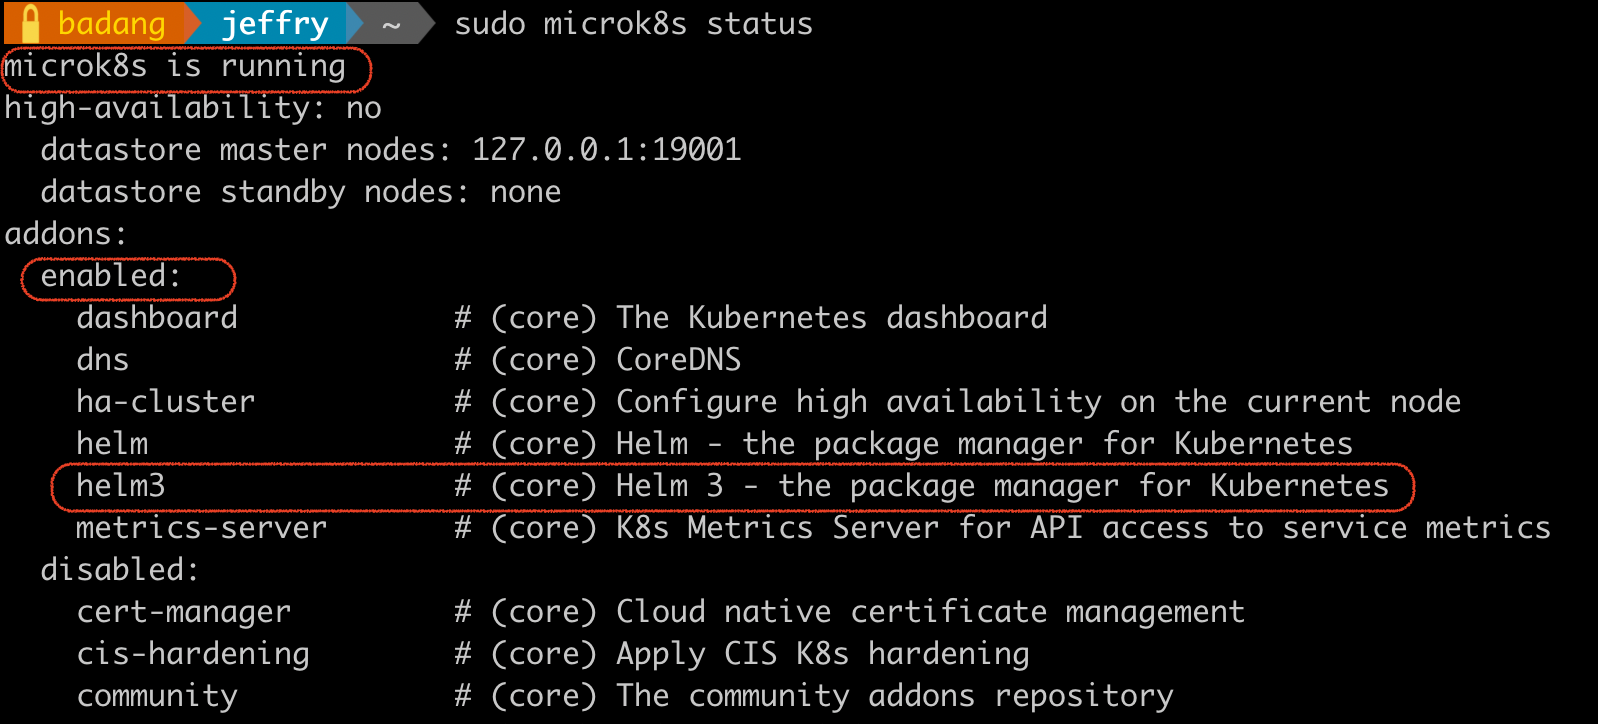 badang jeffry ~ sudo microk8s status
microk8s is running
high-availability: no
  datastore master nodes: 127.0.0.1:19001
  datastore standby nodes: none
addons:
  enabled:
    dashboard            # (core) The Kubernetes dashboard
    dns                  # (core) CoreDNS
    ha-cluster           # (core) Configure high availability on the current node
    helm                 # (core) Helm - the package manager for Kubernetes
    helm3                # (core) Helm 3 - the package manager for Kubernetes
    metrics-server       # (core) K8s Metrics Server for API access to service metrics
  disabled:
    cert-manager         # (core) Cloud native certificate management
    cis-hardening        # (core) Apply CIS K8s hardening
    community            # (core) The community addons repository